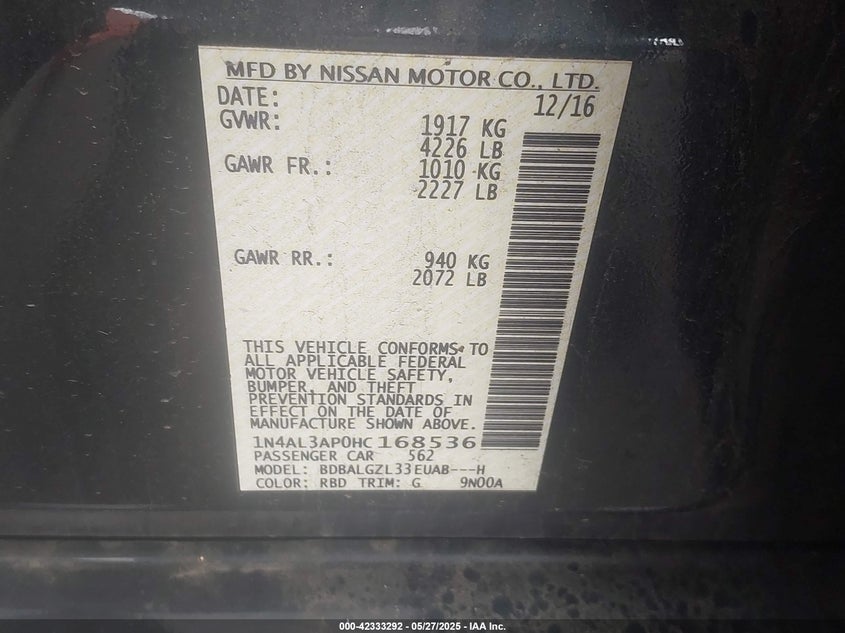 MFD BY NISSAN MOTOR CO., LTD.
DATE: 12/16
GVWR: 1917 KG
4226 LB
GAWR FR.: 1010 KG
2227 LB
GAWR RR.: 940 KG
2072 LB
THIS VEHICLE CONFORMS TO
ALL APPLICABLE FEDERAL
MOTOR VEHICLE SAFETY,
BUMPER, AND THEFT
PREVENTION STANDARDS IN
EFFECT ON THE DATE OF
MANUFACTURE SHOWN ABOVE.
1N4AL3AP0HC168536
PASSENGER CAR 562
MODEL: BDBALGZL33EUAB---H
COLOR: RBD TRIM: G 9N00A
000-42333292 - 05/27/2025 - IAA Inc.